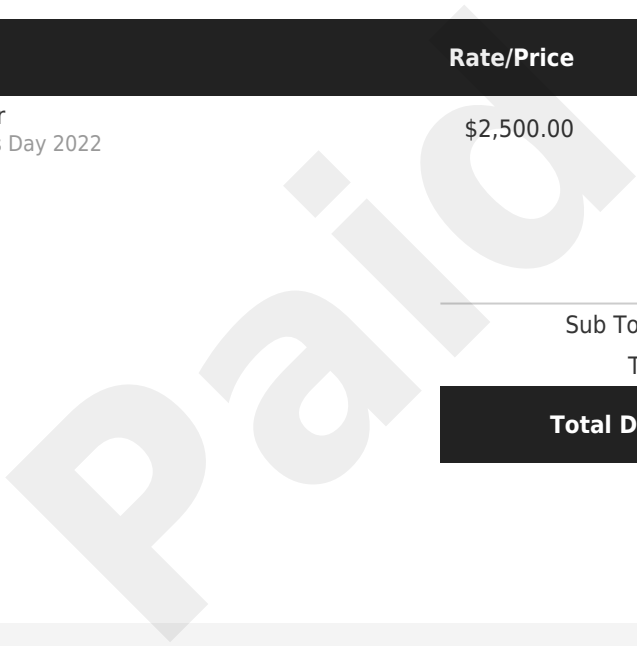 Rate/Price
r
$2,500.00
s Day 2022
Sub To
T
Total D
Paid